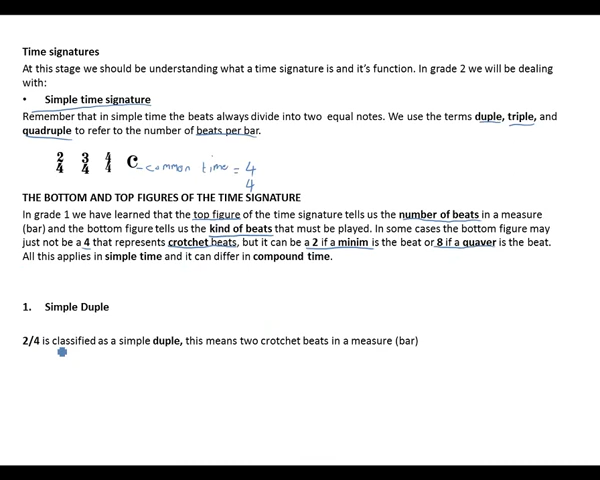 Time signatures
At this stage we should be understanding what a time signature is and it's function. In grade 2 we will be dealing
with:
• Simple time signature
Remember that in simple time the beats always divide into two equal notes. We use the terms duple, triple, and
quadruple to refer to the number of beats per bar.
2/4 3/4 4/4 C – common time = 4/4
THE BOTTOM AND TOP FIGURES OF THE TIME SIGNATURE
In grade 1 we have learned that the top figure of the time signature tells us the number of beats in a measure
(bar) and the bottom figure tells us the kind of beats that must be played. In some cases the bottom figure may
just not be a 4 that represents crotchet beats, but it can be a 2 if a minim is the beat or 8 if a quaver is the beat.
All this applies in simple time and it can differ in compound time.
1. Simple Duple
2/4 is classified as a simple duple, this means two crotchet beats in a measure (bar)